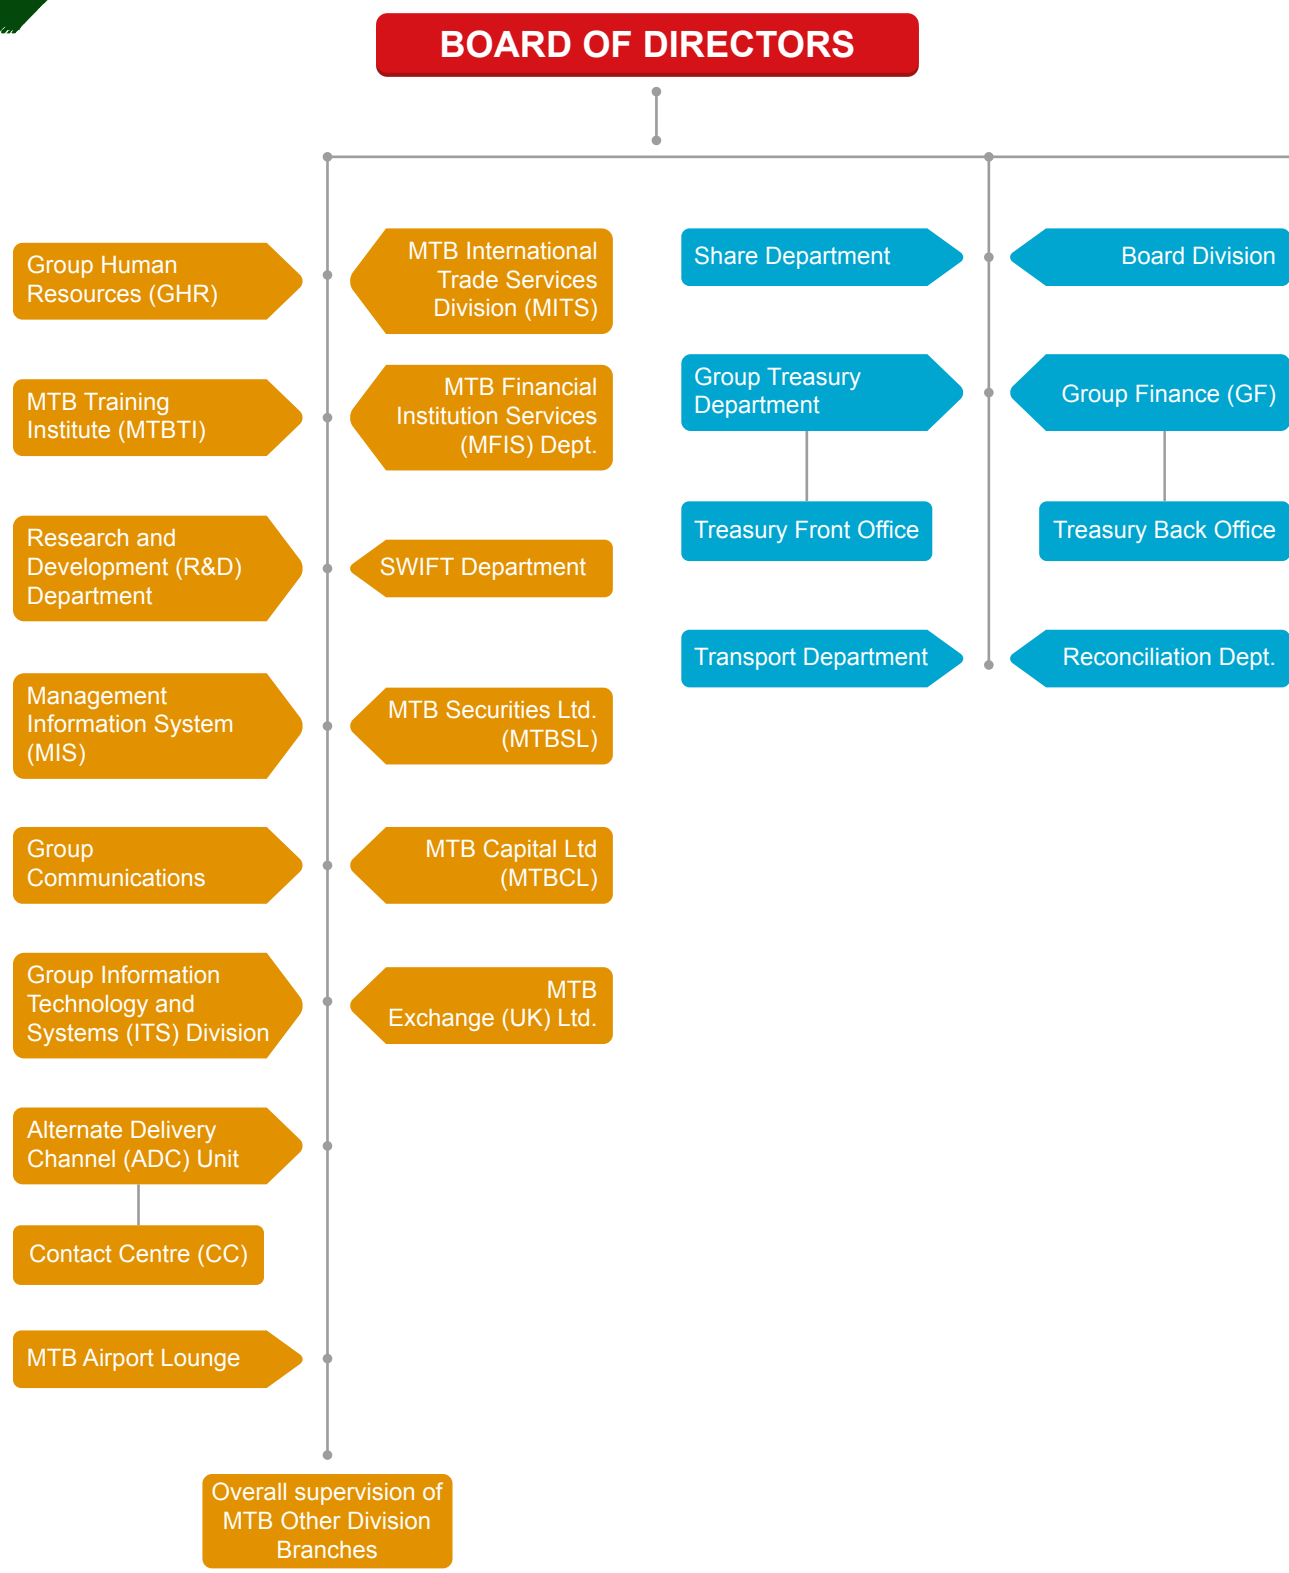 BOARD OF DIRECTORS
Group Human
Resources (GHR)
MTB International
Trade Services
Division (MITS)
Share Department
Board Division
MTB Training
Institute (MTBTI)
MTB Financial
Institution Services
(MFIS) Dept.
Group Treasury
Department
Group Finance (GF)
Treasury Front Office
Treasury Back Office
Research and
Development (R&D)
Department
SWIFT Department
Transport Department
Reconciliation Dept.
Management
Information System
(MIS)
MTB Securities Ltd.
(MTBSL)
Group
Communications
MTB Capital Ltd
(MTBCL)
Group Information
Technology and
Systems (ITS) Division
MTB
Exchange (UK) Ltd.
Alternate Delivery
Channel (ADC) Unit
Contact Centre (CC)
MTB Airport Lounge
Overall supervision of
MTB Other Division
Branches